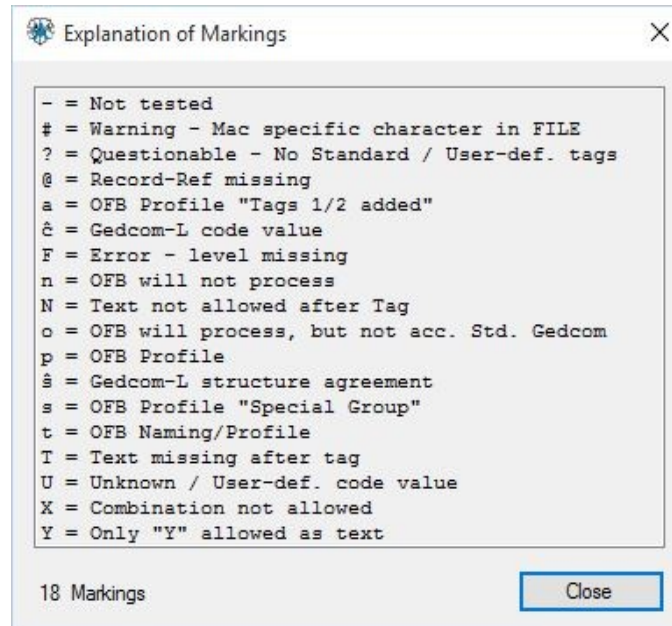 Explanation of Markings
- = Not tested
# = Warning - Mac specific character in FILE
? = Questionable - No Standard / User-def. tags
@ = Record-Ref missing
a = OFB Profile "Tags 1/2 added"
ĉ = Gedcom-L code value
F = Error - level missing
n = OFB will not process
N = Text not allowed after Tag
o = OFB will process, but not acc. Std. Gedcom
p = OFB Profile
ŝ = Gedcom-L structure agreement
s = OFB Profile "Special Group"
t = OFB Naming/Profile
T = Text missing after tag
U = Unknown / User-def. code value
X = Combination not allowed
Y = Only "Y" allowed as text
18 Markings
Close